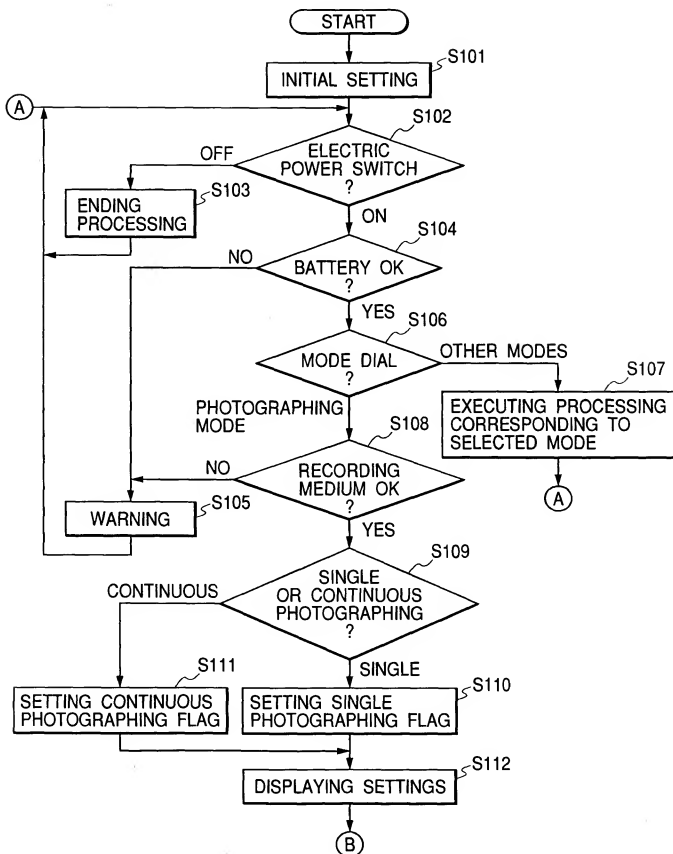 START
S101
INITIAL SETTING
A
S102
OFF
ELECTRIC
POWER SWITCH
?
S103
ENDING
PROCESSING
ON
S104
NO
BATTERY OK
?
YES
S106
MODE DIAL
?
OTHER MODES
S107
EXECUTING PROCESSING
CORRESPONDING TO
SELECTED MODE
A
PHOTOGRAPHING
MODE
S108
NO
RECORDING
MEDIUM OK
?
S105
WARNING
YES
S109
CONTINUOUS
SINGLE
OR CONTINUOUS
PHOTOGRAPHING
?
S111
SINGLE
S110
SETTING CONTINUOUS
PHOTOGRAPHING FLAG
SETTING SINGLE
PHOTOGRAPHING FLAG
S112
DISPLAYING SETTINGS
B